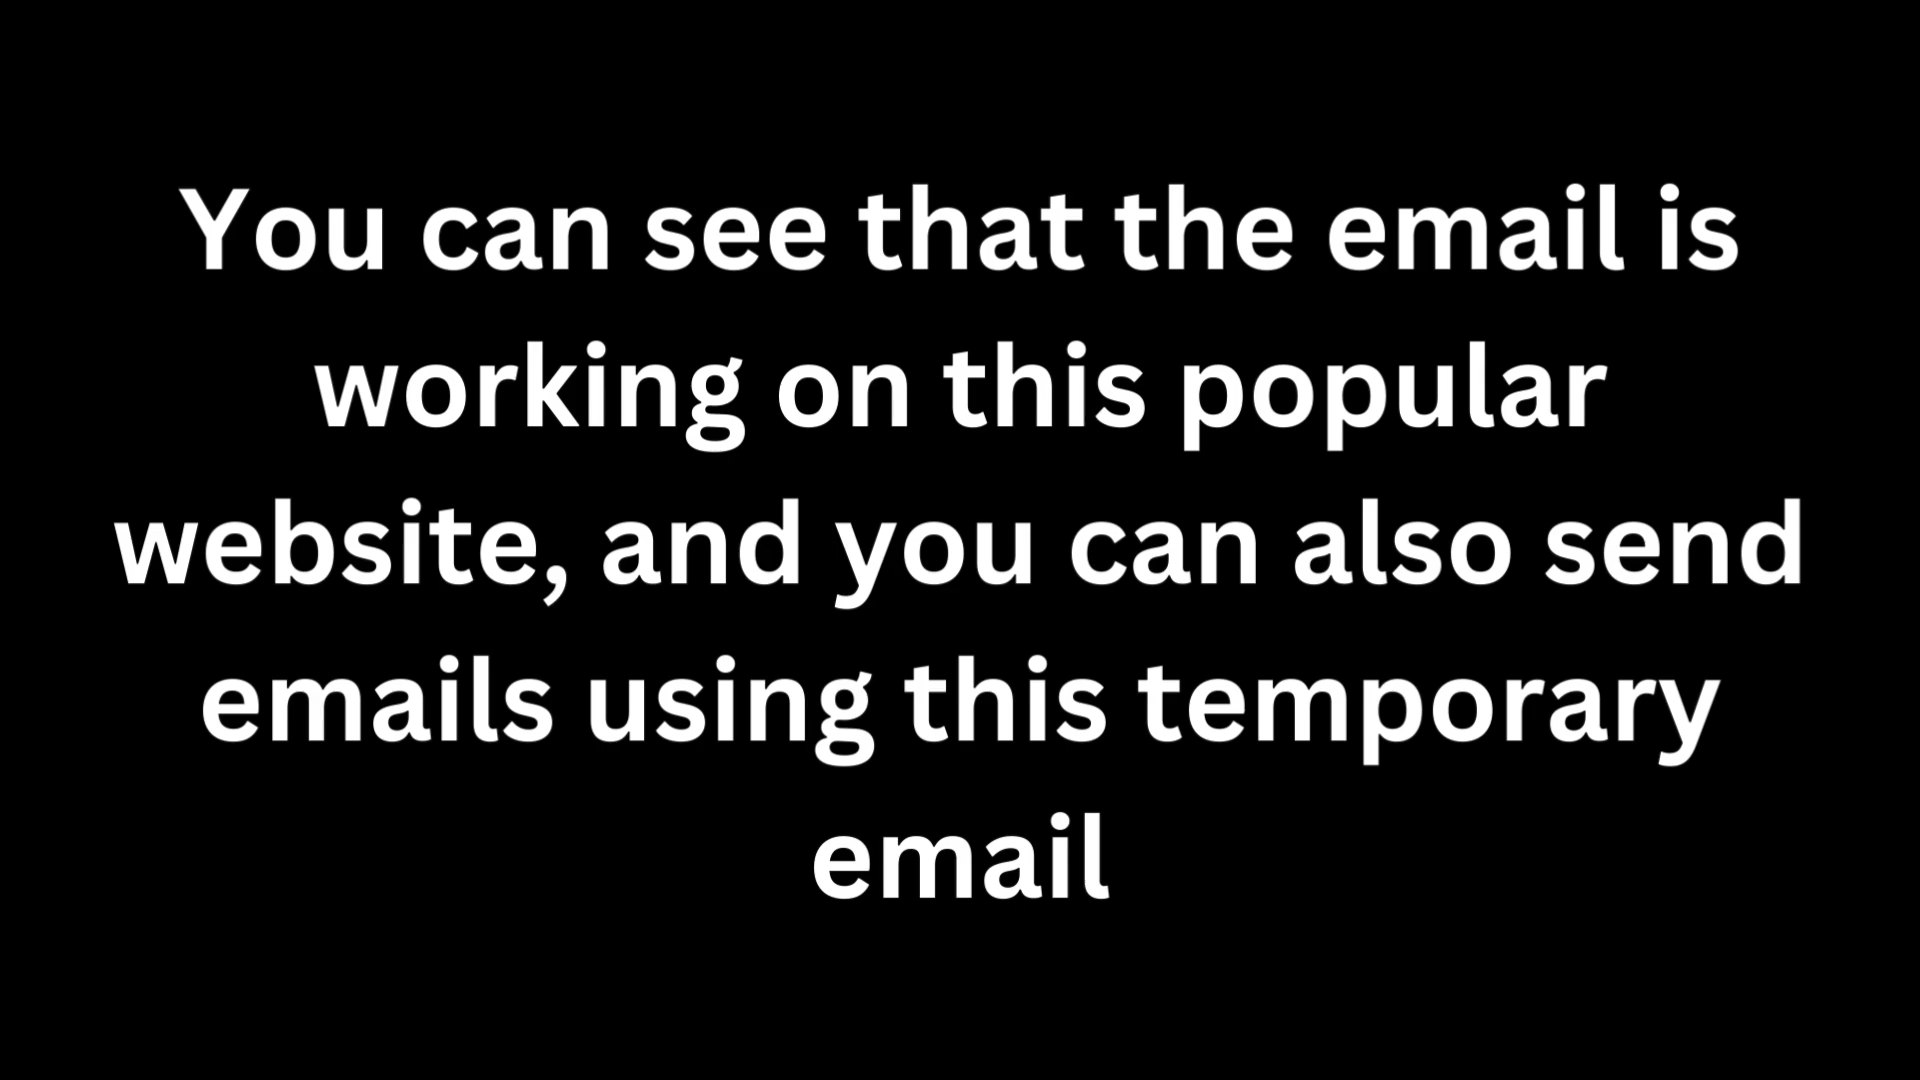 You can see that the email is
working on this popular
website, and you can also send
emails using this temporary
email